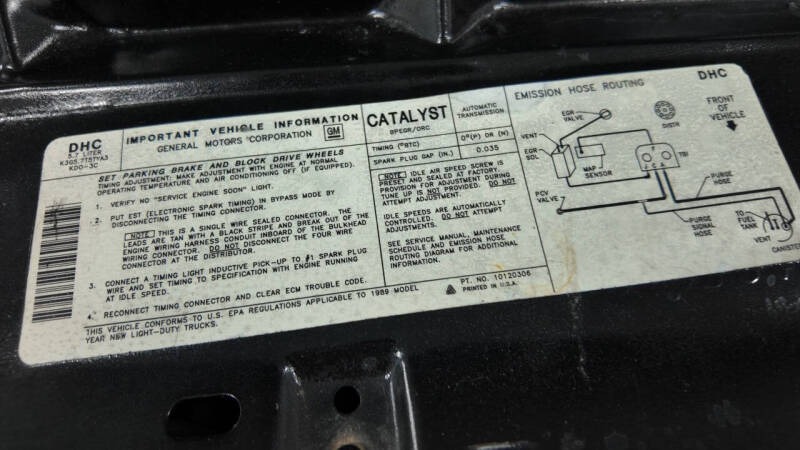 DHC
5.7 LITER
K3G5.7T5TYA3
KDO-3C
IMPORTANT VEHICLE INFORMATION
GENERAL MOTORS CORPORATION GM
CATALYST
BPEGR/ORC
AUTOMATIC
TRANSMISSION
TIMING (°BTC) 0°(P) OR (N)
SPARK PLUG GAP (IN.) 0.035
SET PARKING BRAKE AND BLOCK DRIVE WHEELS
TIMING ADJUSTMENT: MAKE ADJUSTMENT WITH ENGINE AT NORMAL
OPERATING TEMPERATURE AND AIR CONDITIONING OFF (IF EQUIPPED).
1. VERIFY NO "SERVICE ENGINE SOON" LIGHT.
2. PUT EST (ELECTRONIC SPARK TIMING) IN BYPASS MODE BY
DISCONNECTING THE TIMING CONNECTOR.
NOTE THIS IS A SINGLE WIRE SEALED CONNECTOR. THE
LEADS ARE TAN WITH A BLACK STRIPE AND BREAK OUT OF THE
ENGINE WIRING HARNESS CONDUIT INBOARD OF THE BULKHEAD
CONNECTOR. DO NOT DISCONNECT THE FOUR WIRE
CONNECTOR AT THE DISTRIBUTOR.
3. CONNECT A TIMING LIGHT INDUCTIVE PICK-UP TO #1 SPARK PLUG
WIRE AND SET TIMING TO SPECIFICATION WITH ENGINE RUNNING
AT IDLE SPEED.
4. RECONNECT TIMING CONNECTOR AND CLEAR ECM TROUBLE CODE.
THIS VEHICLE CONFORMS TO U.S. EPA REGULATIONS APPLICABLE TO 1989 MODEL
YEAR NEW LIGHT-DUTY TRUCKS.
NOTE IDLE AIR SPEED SCREW IS
PRESET AND SEALED AT FACTORY.
PROVISION FOR ADJUSTMENT DURING
TUNE UP IS NOT PROVIDED. DO NOT
ATTEMPT ADJUSTMENT.
IDLE SPEEDS ARE AUTOMATICALLY
CONTROLLED. DO NOT ATTEMPT
ADJUSTMENT.
SEE SERVICE MANUAL, MAINTENANCE
SCHEDULE AND EMISSION HOSE
ROUTING DIAGRAM FOR ADDITIONAL
INFORMATION.
PT. NO. 10120306
PRINTED IN U.S.A.
EMISSION HOSE ROUTING
DHC
EGR
VALVE
DISTR
FRONT
OF
VEHICLE
VENT
EGR
SOL
MAP
SENSOR
TBI
PCV
VALVE
PURGE
HOSE
PURGE
SIGNAL
HOSE
TO
FUEL
TANK
VENT
CANISTER